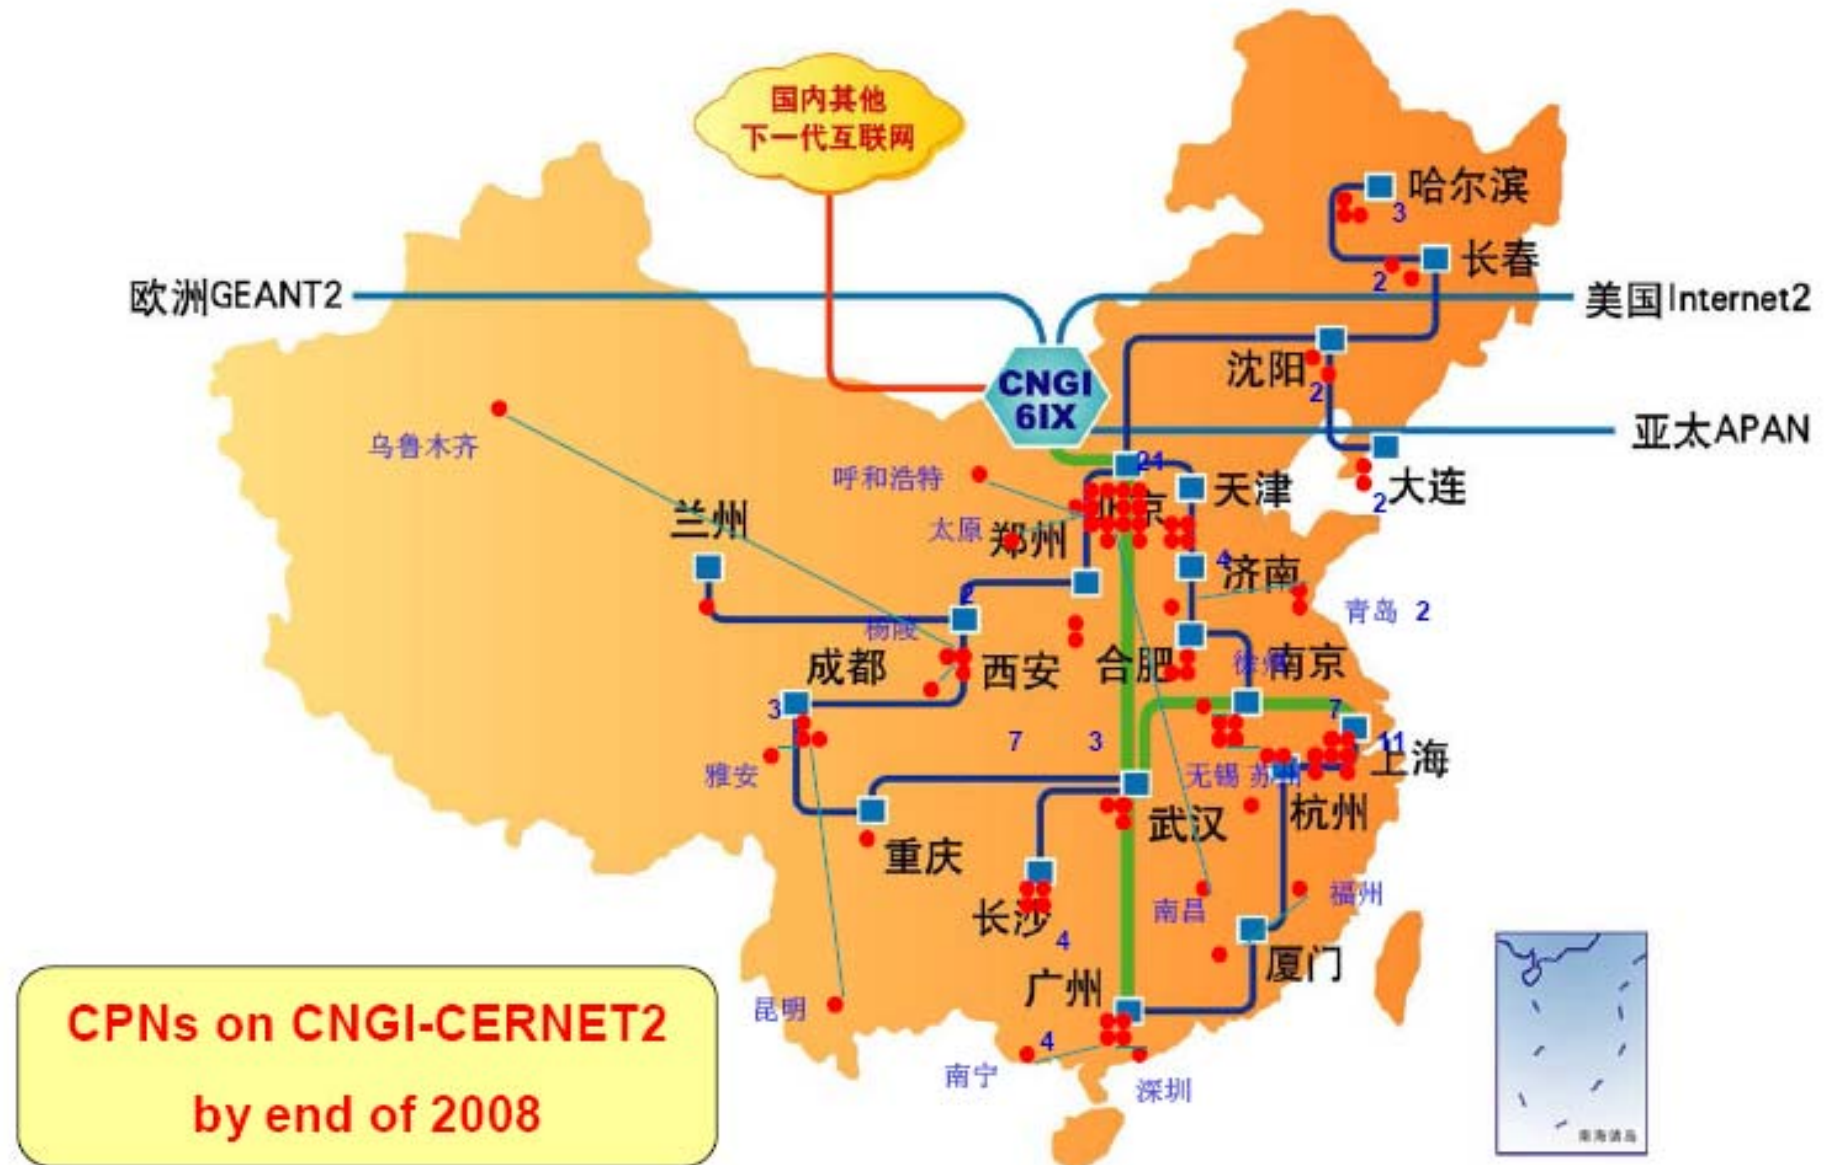 国内其他
下一代互联网
哈尔滨
3
长春
2
欧洲GEANT2
美国Internet2
沈阳
2
CNGI
6IX
亚太APAN
乌鲁木齐
呼和浩特
21
天津
大连
2
兰州
太原
郑州
北京
4
济南
2
青岛 2
杨陵
成都
西安
合肥
徐州
南京
3
7
3
7
11
上海
雅安
无锡 苏州
杭州
武汉
重庆
长沙
4
南昌
福州
厦门
广州
昆明
4
南宁
深圳
CPNs on CNGI-CERNET2
by end of 2008
南海诸岛